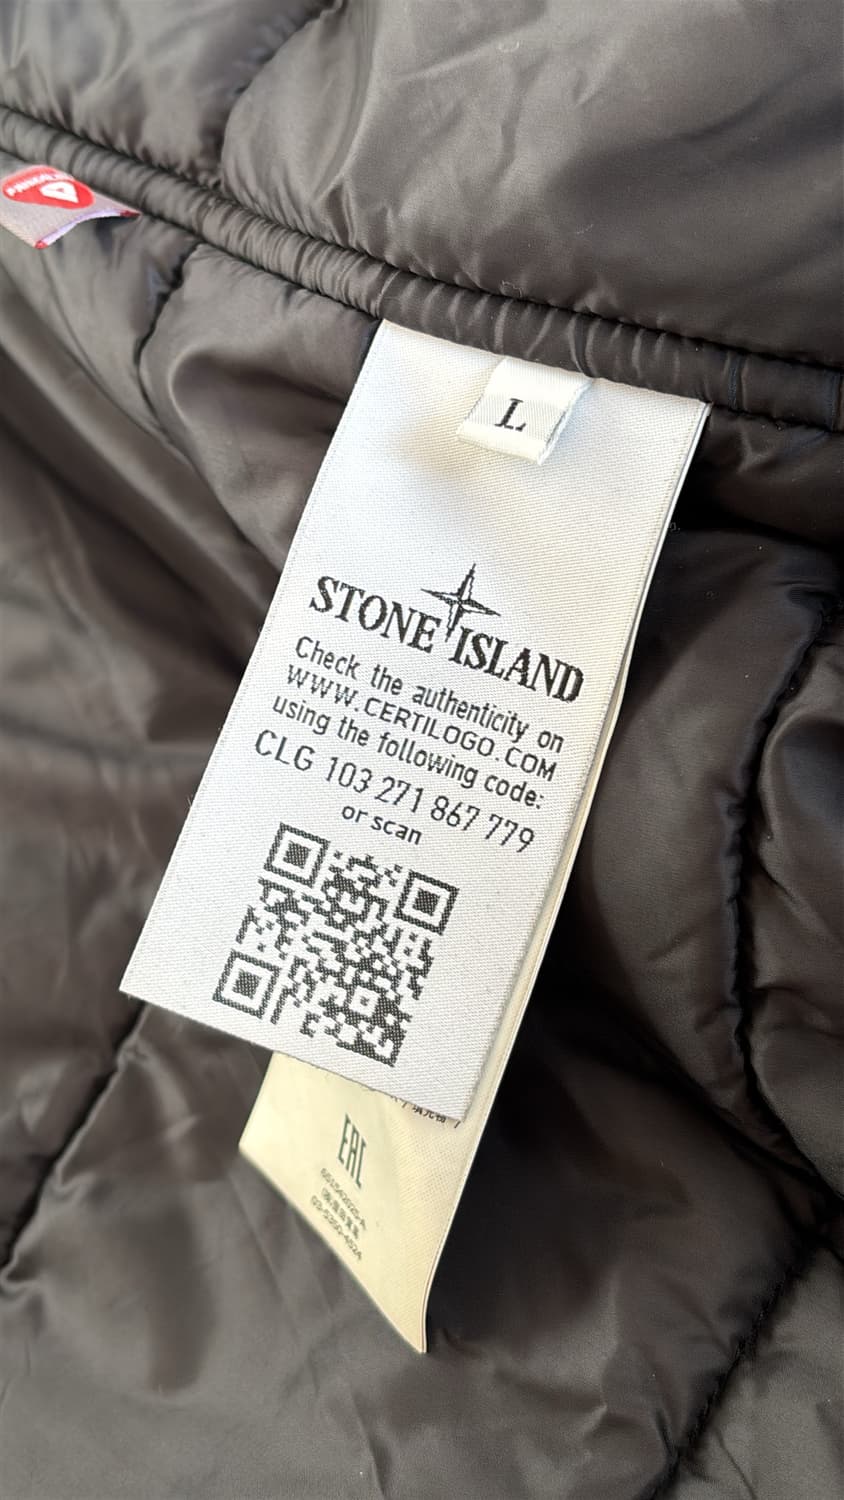 L
STONE ISLAND
Check the authenticity on
WWW.CERTILOGO.COM
using the following code:
CLG 103 271 867 779
or scan
EAC